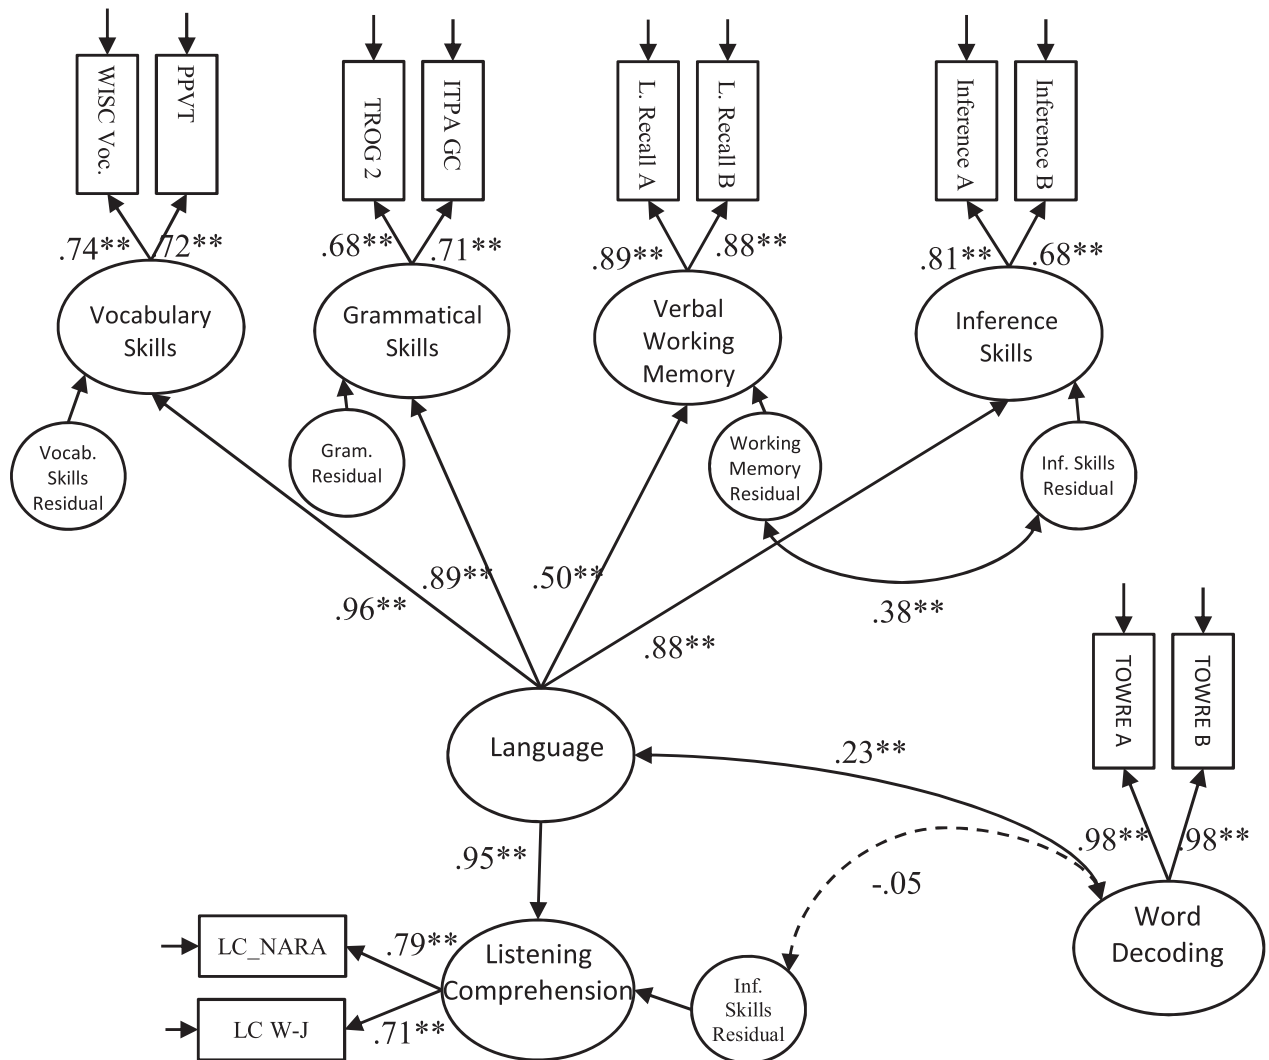 WISC Voc.
PPVT
TROG 2
ITPA GC
L. Recall A
L. Recall B
Inference A
Inference B
.74**
.72**
.68**
.71**
.89**
.88**
.81**
.68**
Vocabulary
Skills
Grammatical
Skills
Verbal
Working
Memory
Inference
Skills
Vocab.
Skills
Residual
Gram.
Residual
Working
Memory
Residual
Inf. Skills
Residual
.96**
.89**
.50**
.88**
.38**
TOWRE A
TOWRE B
Language
.23**
.98**
.98**
.95**
-.05
Word
Decoding
LC_NARA
.79**
Listening
Comprehension
LC W-J
.71**
Inf.
Skills
Residual